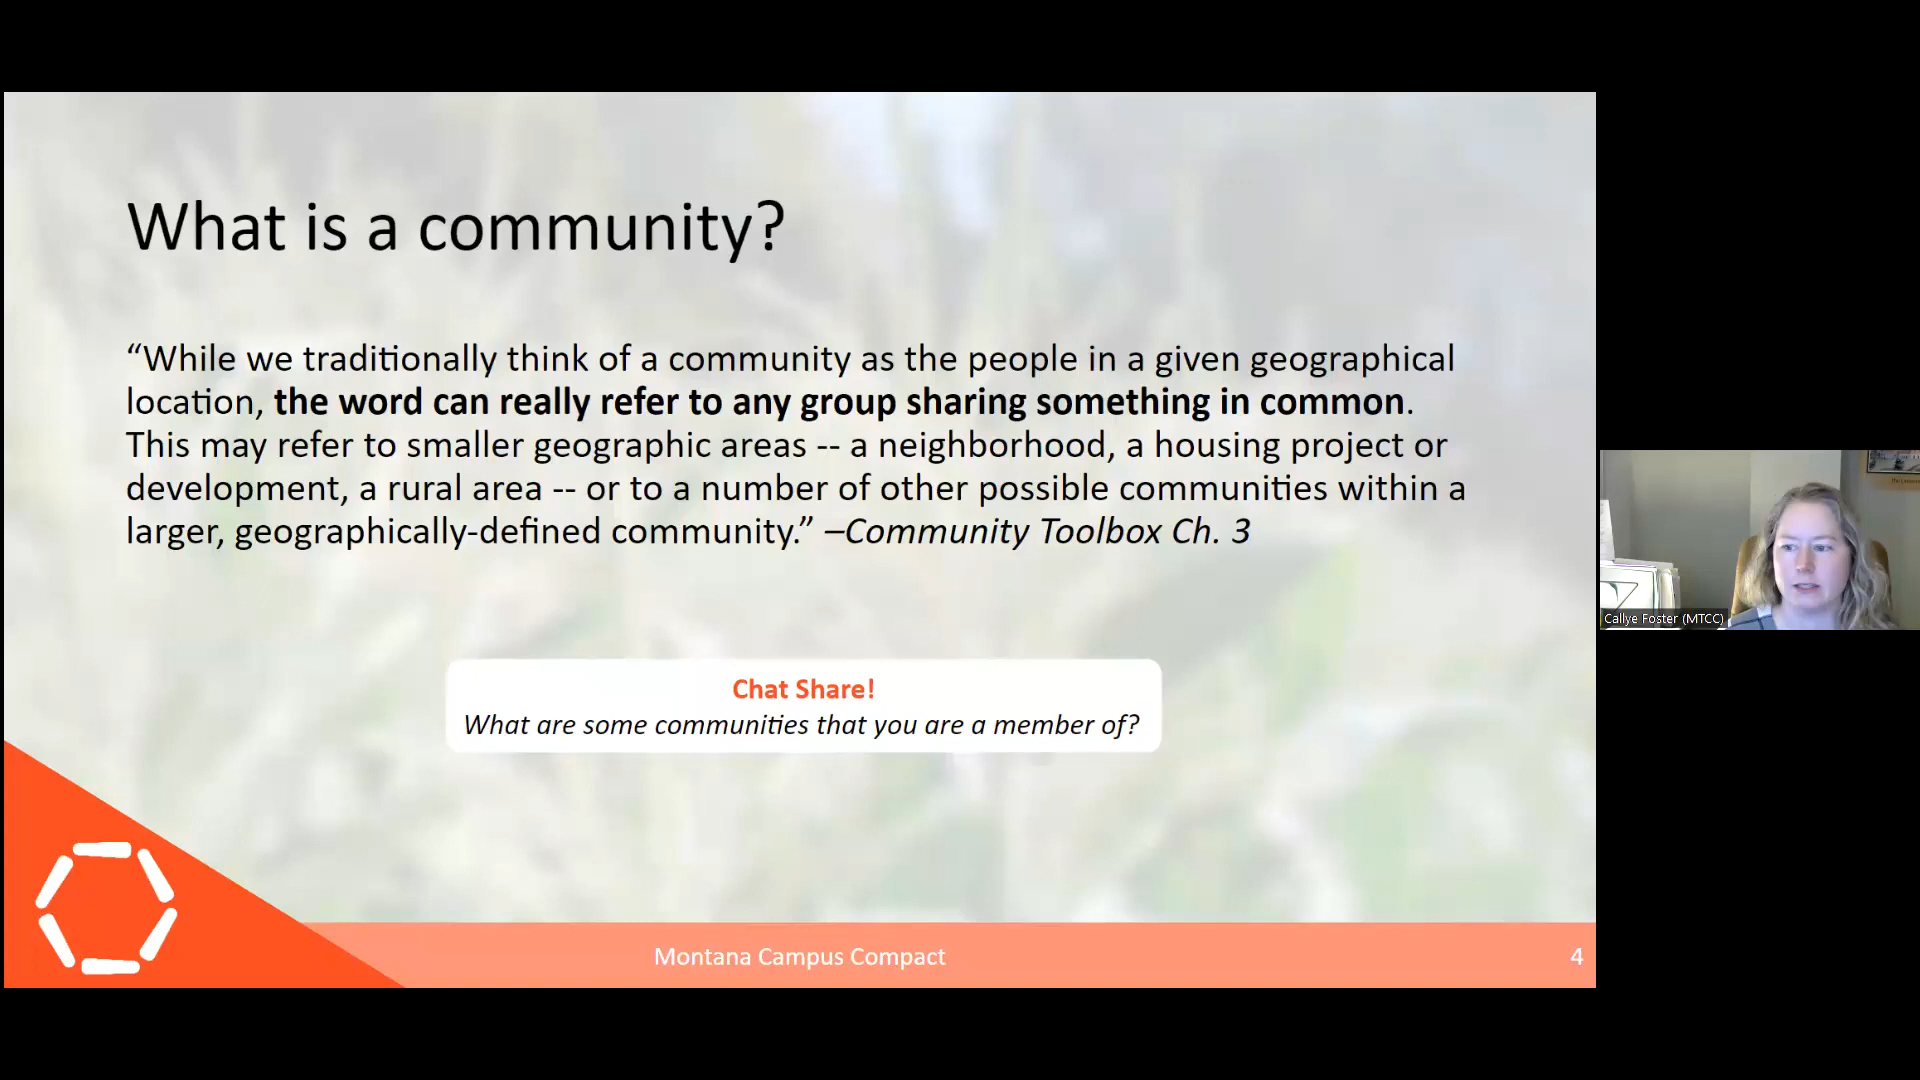 What is a community?
“While we traditionally think of a community as the people in a given geographical
location, the word can really refer to any group sharing something in common.
This may refer to smaller geographic areas -- a neighborhood, a housing project or
development, a rural area -- or to a number of other possible communities within a
larger, geographically-defined community.” –Community Toolbox Ch. 3
Chat Share!
What are some communities that you are a member of?
Montana Campus Compact
4
Callye Foster (MTCC)